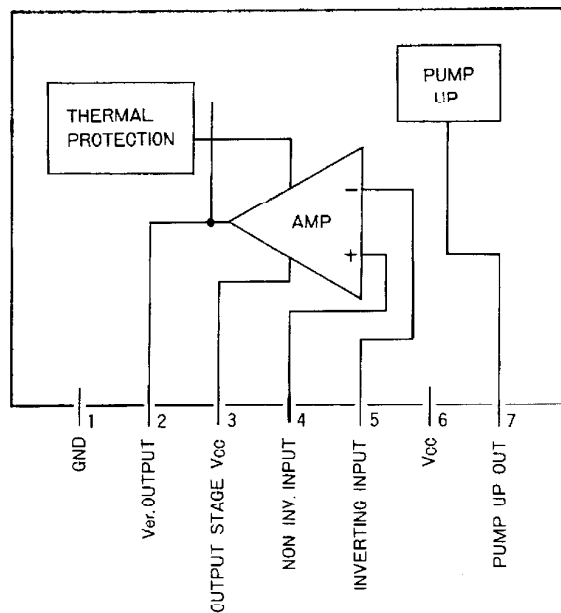 THERMAL
PROTECTION
PUMP
UP
AMP
−
+
1
2
3
4
5
6
7
GND
Ver. OUTPUT
OUTPUT STAGE Vcc
NON INV. INPUT
INVERTING INPUT
Vcc
PUMP UP OUT